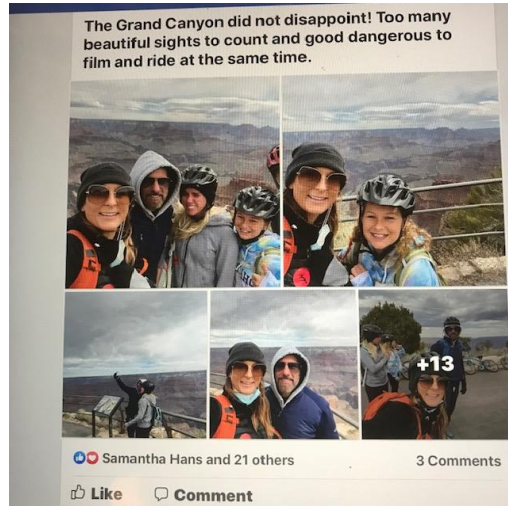 The Grand Canyon did not disappoint! Too many
beautiful sights to count and good dangerous to
film and ride at the same time.
+13
Samantha Hans and 21 others
3 Comments
Like
Comment